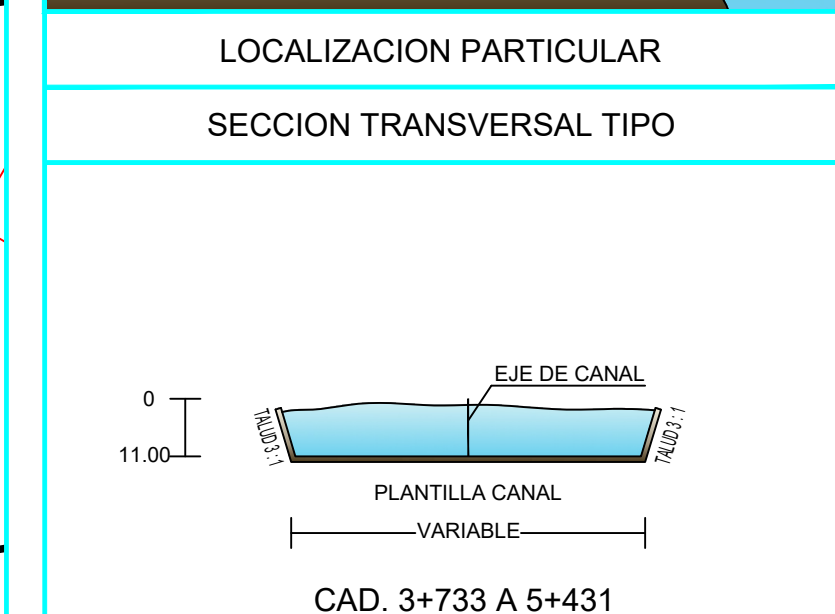 LOCALIZACION PARTICULAR
SECCION TRANSVERSAL TIPO
EJE DE CANAL
0
TALUD 3 : 1
TALUD 3 : 1
11.00
PLANTILLA CANAL
VARIABLE
CAD. 3+733 A 5+431